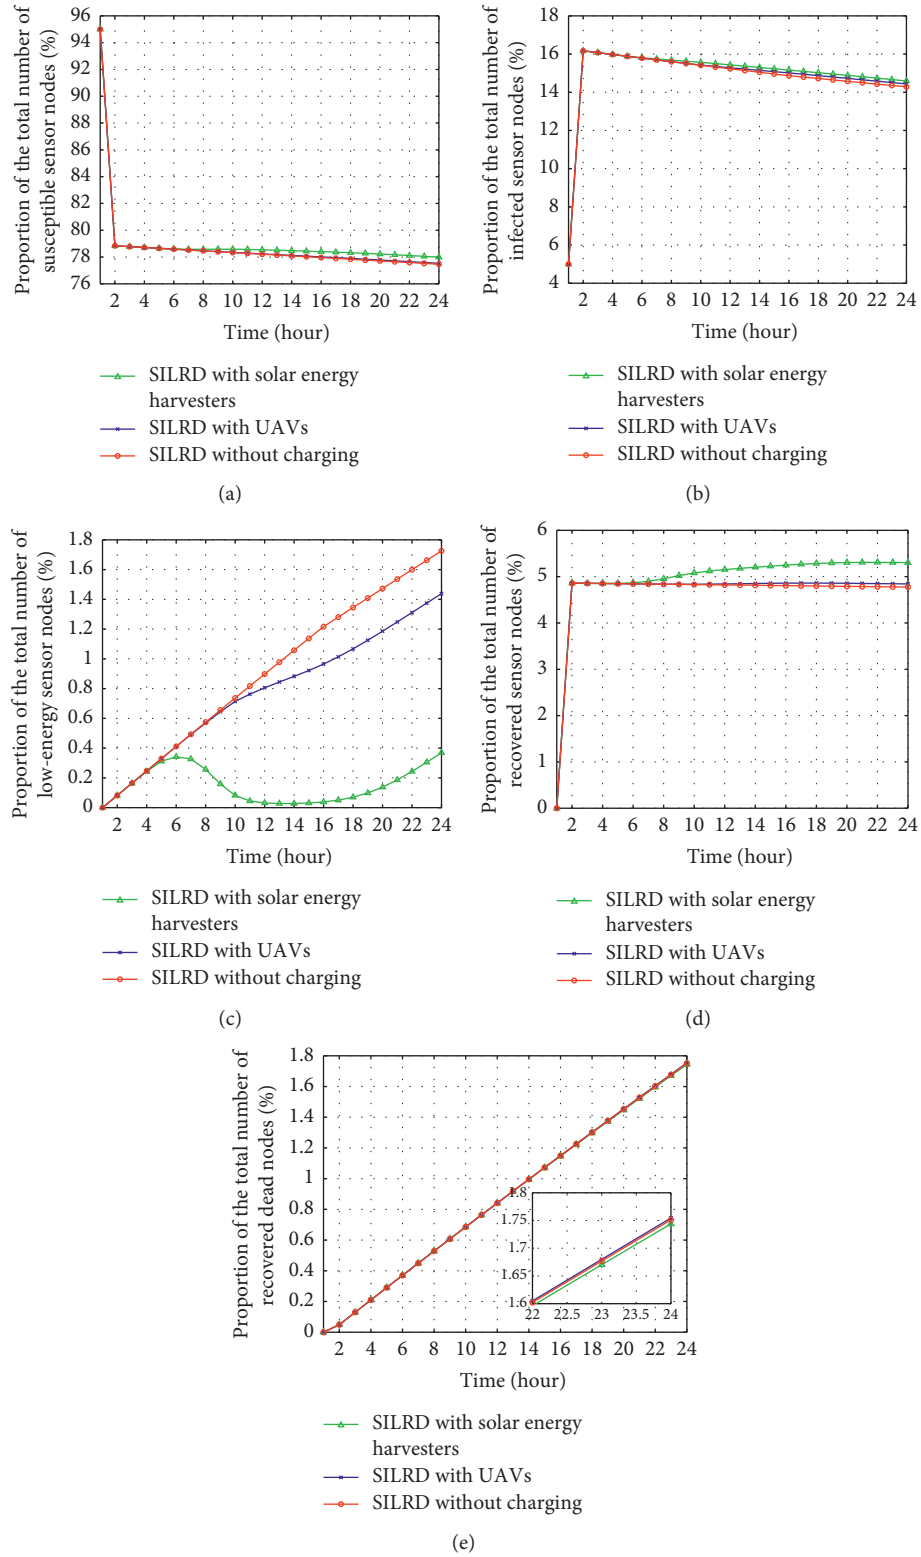 Proportion of the total number of
susceptible sensor nodes (%)
96
94
92
90
88
86
84
82
80
78
76
2 4 6 8 10 12 14 16 18 20 22 24
Time (hour)
SILRD with solar energy
harvesters
SILRD with UAVs
SILRD without charging
(a)
Proportion of the total number of
infected sensor nodes (%)
18
16
14
12
10
8
6
4
2 4 6 8 10 12 14 16 18 20 22 24
Time (hour)
SILRD with solar energy
harvesters
SILRD with UAVs
SILRD without charging
(b)
Proportion of the total number of
low-energy sensor nodes (%)
1.8
1.6
1.4
1.2
1
0.8
0.6
0.4
0.2
0
2 4 6 8 10 12 14 16 18 20 22 24
Time (hour)
SILRD with solar energy
harvesters
SILRD with UAVs
SILRD without charging
(c)
Proportion of the total number of
recovered sensor nodes (%)
6
5
4
3
2
1
0
2 4 6 8 10 12 14 16 18 20 22 24
Time (hour)
SILRD with solar energy
harvesters
SILRD with UAVs
SILRD without charging
(d)
Proportion of the total number of
recovered dead nodes (%)
1.8
1.6
1.4
1.2
1
0.8
0.6
0.4
0.2
0
2 4 6 8 10 12 14 16 18 20 22 24
1.8
1.75
1.7
1.65
1.6
22 22.5 23 23.5 24
Time (hour)
SILRD with solar energy
harvesters
SILRD with UAVs
SILRD without charging
(e)